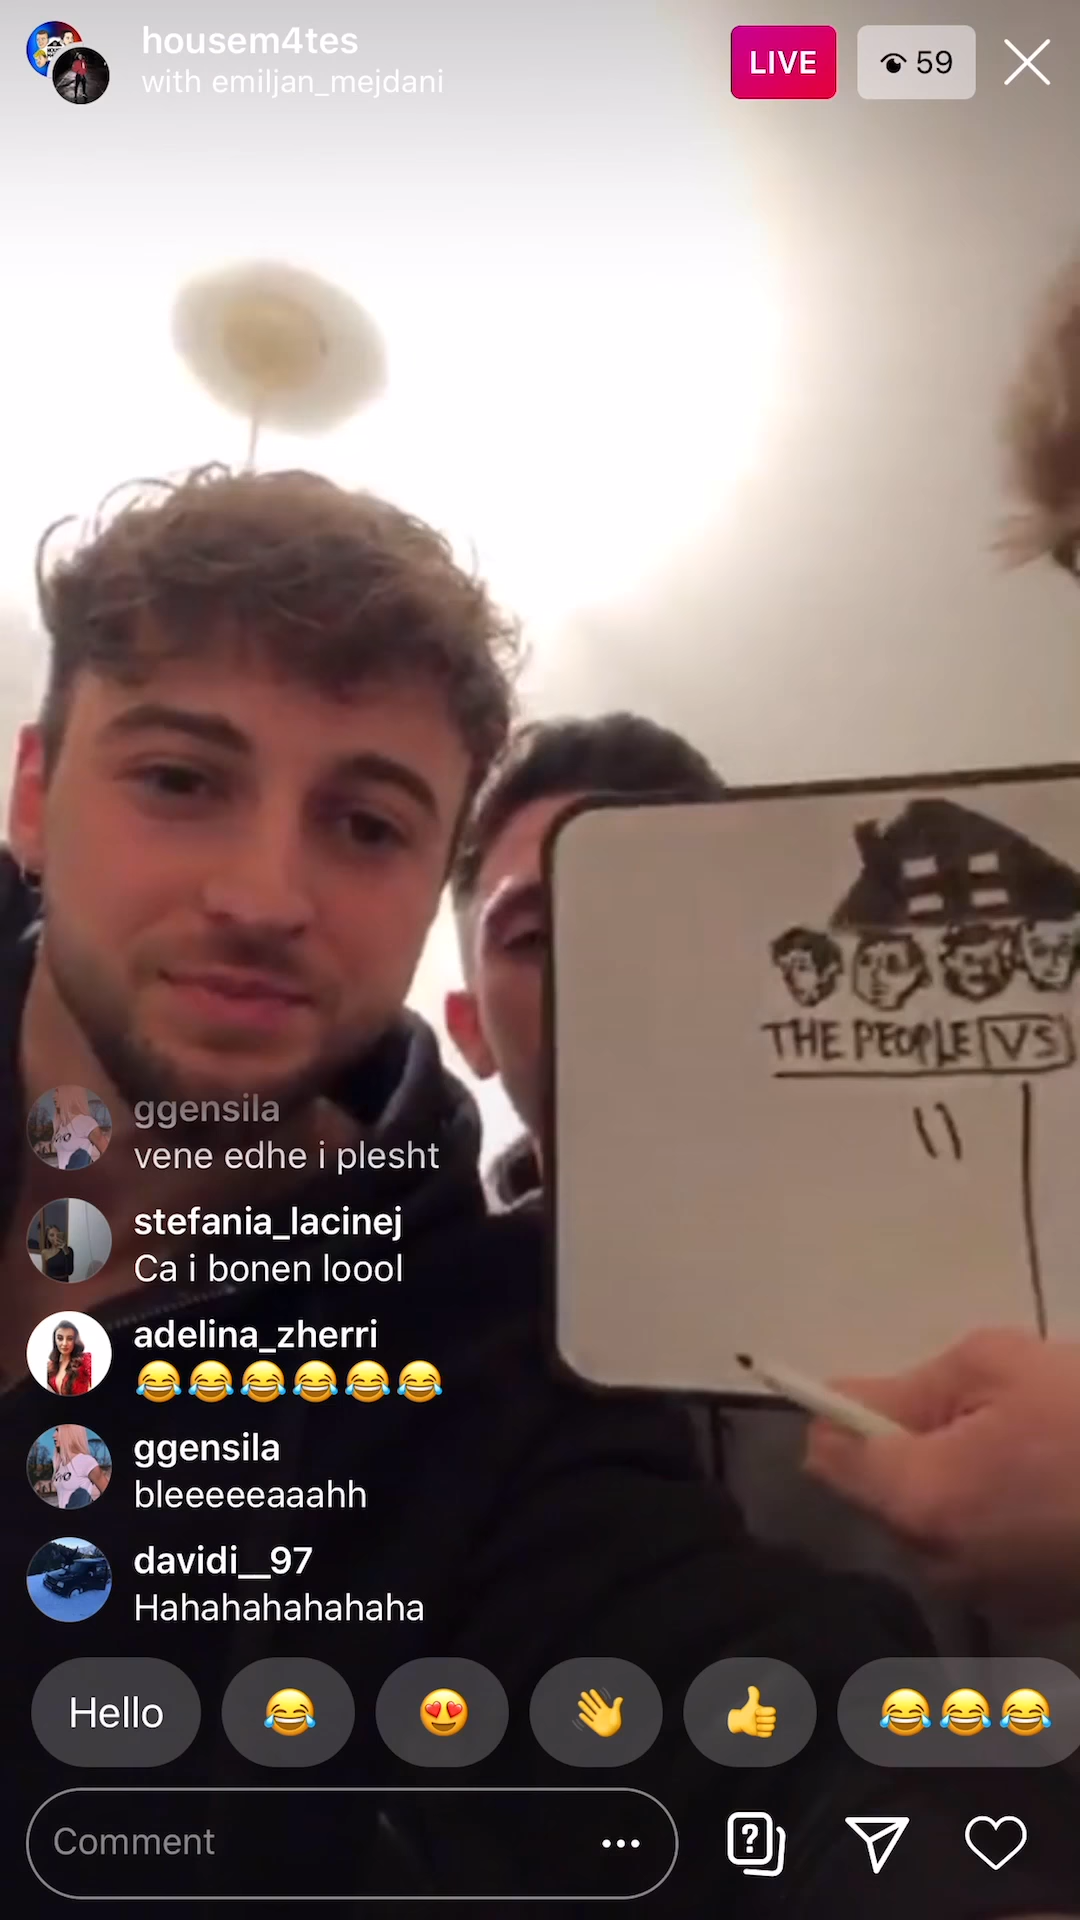 housem4tes
with emiljan_mejdani
LIVE
59
THE PEOPLE VS
ggensila
vene edhe i plesht
stefania_lacinej
Ca i bonen loool
adelina_zherri
😂😂😂😂😂😂
ggensila
bleeeeeaaahh
davidi__97
Hahahahahahaha
Hello 😂 😍 👋 👍 😂😂😂
Comment